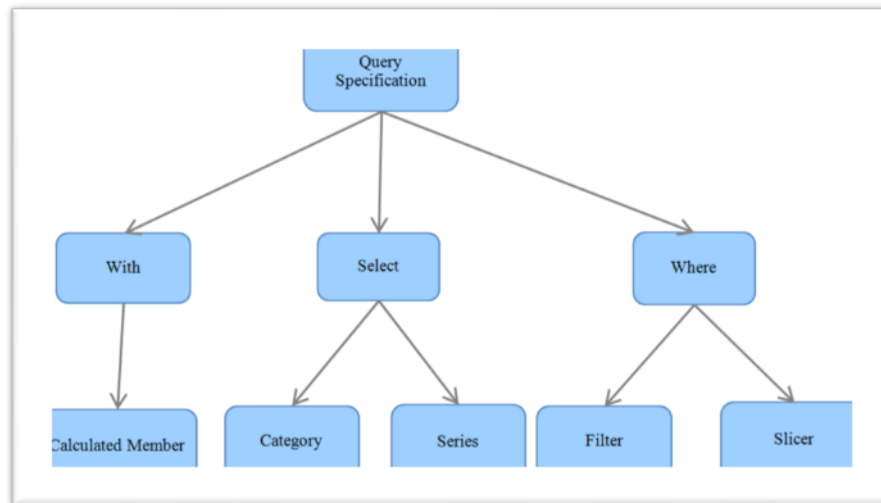 Query
Specification
With
Select
Where
Calculated Member
Category
Series
Filter
Slicer